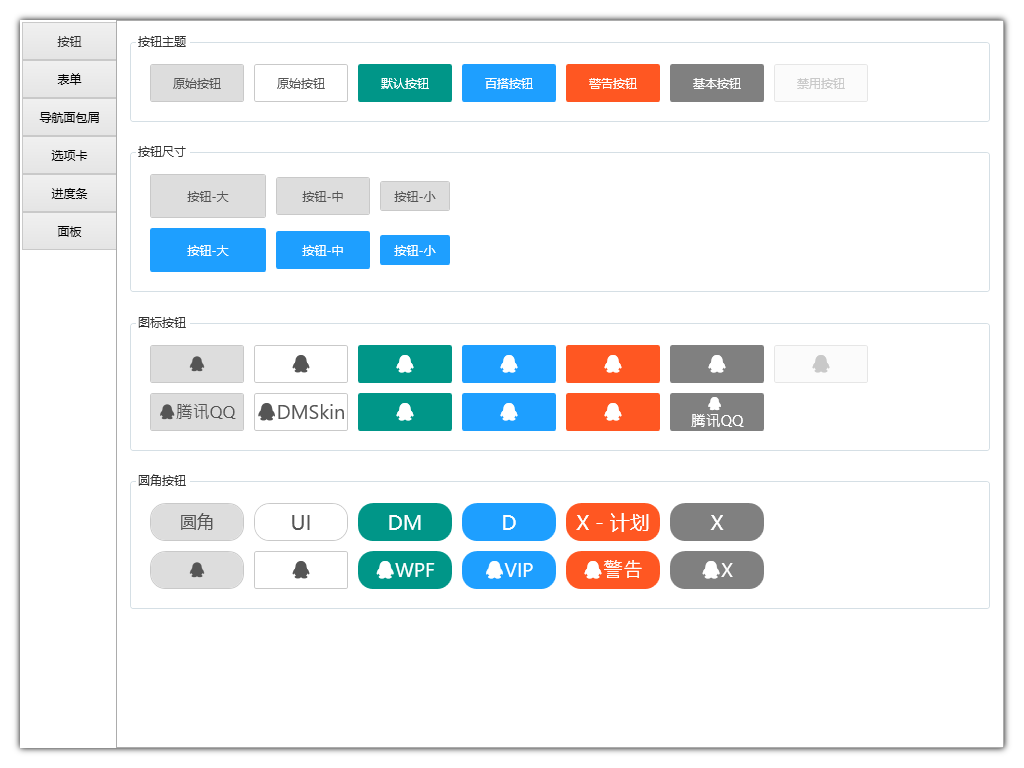 按钮
表单
导航面包屑
选项卡
进度条
面板
按钮主题
原始按钮 原始按钮 默认按钮 百搭按钮 警告按钮 基本按钮 禁用按钮
按钮尺寸
按钮-大 按钮-中 按钮-小
按钮-大 按钮-中 按钮-小
图标按钮
腾讯QQ DMSkin 腾讯QQ
圆角按钮
圆角 UI DM D X - 计划 X
WPF VIP 警告 X